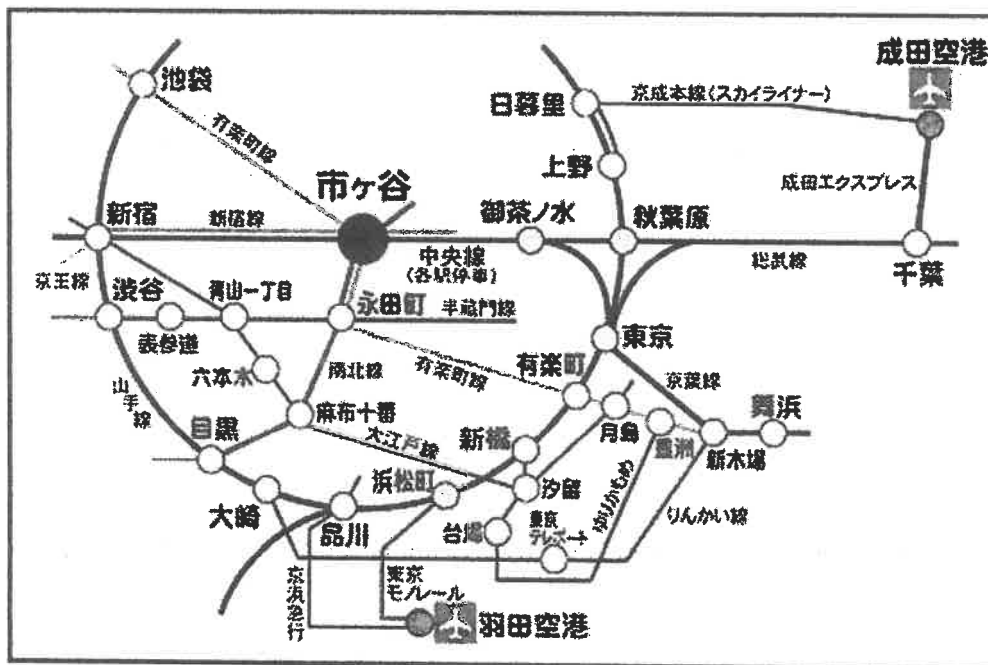 成田空港
池袋
日暮里
京成本線(スカイライナー)
有楽町線
上野
成田エクスプレス
市ヶ谷
新宿
新宿線
御茶ノ水
秋葉原
中央線
(各駅停車)
総武線
千葉
京王線
渋谷
青山一丁目
永田町
半蔵門線
表参道
東京
六本木
南北線
有楽町線
有楽町
京葉線
山手線
麻布十番
月島
豊洲
舞浜
目黒
大江戸線
新橋
新木場
浜松町
汐留
ゆりかもめ
りんかい線
大崎
品川
台場
東京
テレポート
京浜急行
東京
モノレール
羽田空港